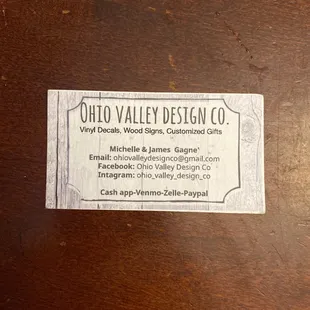 OHIO VALLEY DESIGN CO.
Vinyl Decals, Wood Signs, Customized Gifts
Michelle & James Gagne'
Email: ohiovalleydesignco@gmail.com
Facebook: Ohio Valley Design Co
Intagram: ohio_valley_design_co
Cash app-Venmo-Zelle-Paypal